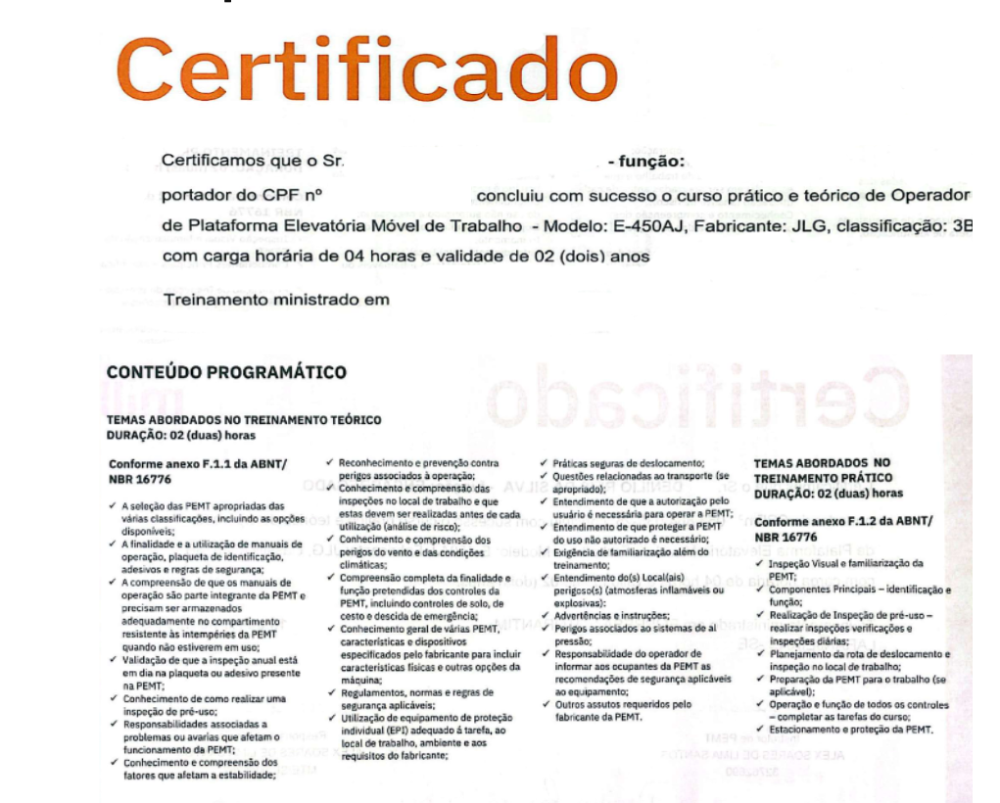 Certificado
Certificamos que o Sr. - função:
portador do CPF nº concluiu com sucesso o curso prático e teórico de Operador
de Plataforma Elevatória Móvel de Trabalho - Modelo: E-450AJ, Fabricante: JLG, classificação: 3B
com carga horária de 04 horas e validade de 02 (dois) anos
Treinamento ministrado em
CONTEÚDO PROGRAMÁTICO
TEMAS ABORDADOS NO TREINAMENTO TEÓRICO
DURAÇÃO: 02 (duas) horas
Conforme anexo F.1.1 da ABNT/
NBR 16776
✓ A seleção das PEMT apropriadas das
várias classificações, incluindo as opções
disponíveis;
✓ A finalidade e a utilização de manuais de
operação, plaqueta de identificação,
adesivos e regras de segurança;
✓ A compreensão de que os manuais de
operação são parte integrante da PEMT e
precisam ser armazenados
adequadamente no compartimento
resistente às intempéries da PEMT
quando não estiverem em uso;
✓ Validação de que a inspeção anual está
em dia na plaqueta ou adesivo presente
na PEMT;
✓ Conhecimento de como realizar uma
inspeção de pré-uso;
✓ Responsabilidades associadas a
problemas ou avarias que afetam o
funcionamento da PEMT;
✓ Conhecimento e compreensão dos
fatores que afetam a estabilidade;
✓ Reconhecimento e prevenção contra
perigos associados à operação;
✓ Conhecimento e compreensão das
inspeções no local de trabalho e que
estas devem ser realizadas antes de cada
utilização (análise de risco);
✓ Conhecimento e compreensão dos
perigos do vento e das condições
climáticas;
✓ Compreensão completa da finalidade e
função pretendidas dos controles da
PEMT, incluindo controles de solo, de
cesto e descida de emergência;
✓ Conhecimento geral de várias PEMT,
características e dispositivos
especificados pelo fabricante para incluir
características físicas e outras opções da
máquina;
✓ Regulamentos, normas e regras de
segurança aplicáveis;
✓ Utilização de equipamento de proteção
individual (EPI) adequado á tarefa, ao
local de trabalho, ambiente e aos
requisitos do fabricante;
✓ Práticas seguras de deslocamento;
✓ Questões relacionadas ao transporte (se
apropriado);
✓ Entendimento de que a autorização pelo
usuário é necessária para operar a PEMT;
✓ Entendimento de que proteger a PEMT
do uso não autorizado é necessário;
✓ Exigência de familiarização além do
treinamento;
✓ Entendimento do(s) Local(ais)
perigoso(s) (atmosferas inflamáveis ou
explosivas);
✓ Advertências e instruções;
✓ Perigos associados ao sistemas de al
pressão;
✓ Responsabilidade do operador de
informar aos ocupantes da PEMT as
recomendações de segurança aplicáveis
ao equipamento;
✓ Outros assuntos requeridos pelo
fabricante da PEMT.
TEMAS ABORDADOS NO
TREINAMENTO PRÁTICO
DURAÇÃO: 02 (duas) horas
Conforme anexo F.1.2 da ABNT/
NBR 16776
✓ Inspeção Visual e familiarização da
PEMT;
✓ Componentes Principais – identificação e
função;
✓ Realização de Inspeção de pré-uso –
realizar inspeções verificações e
inspeções diárias;
✓ Planejamento da rota de deslocamento e
inspeção no local de trabalho;
✓ Preparação da PEMT para o trabalho (se
aplicável);
✓ Operação e função de todos os controles
– completar as tarefas do curso;
✓ Estacionamento e proteção da PEMT.